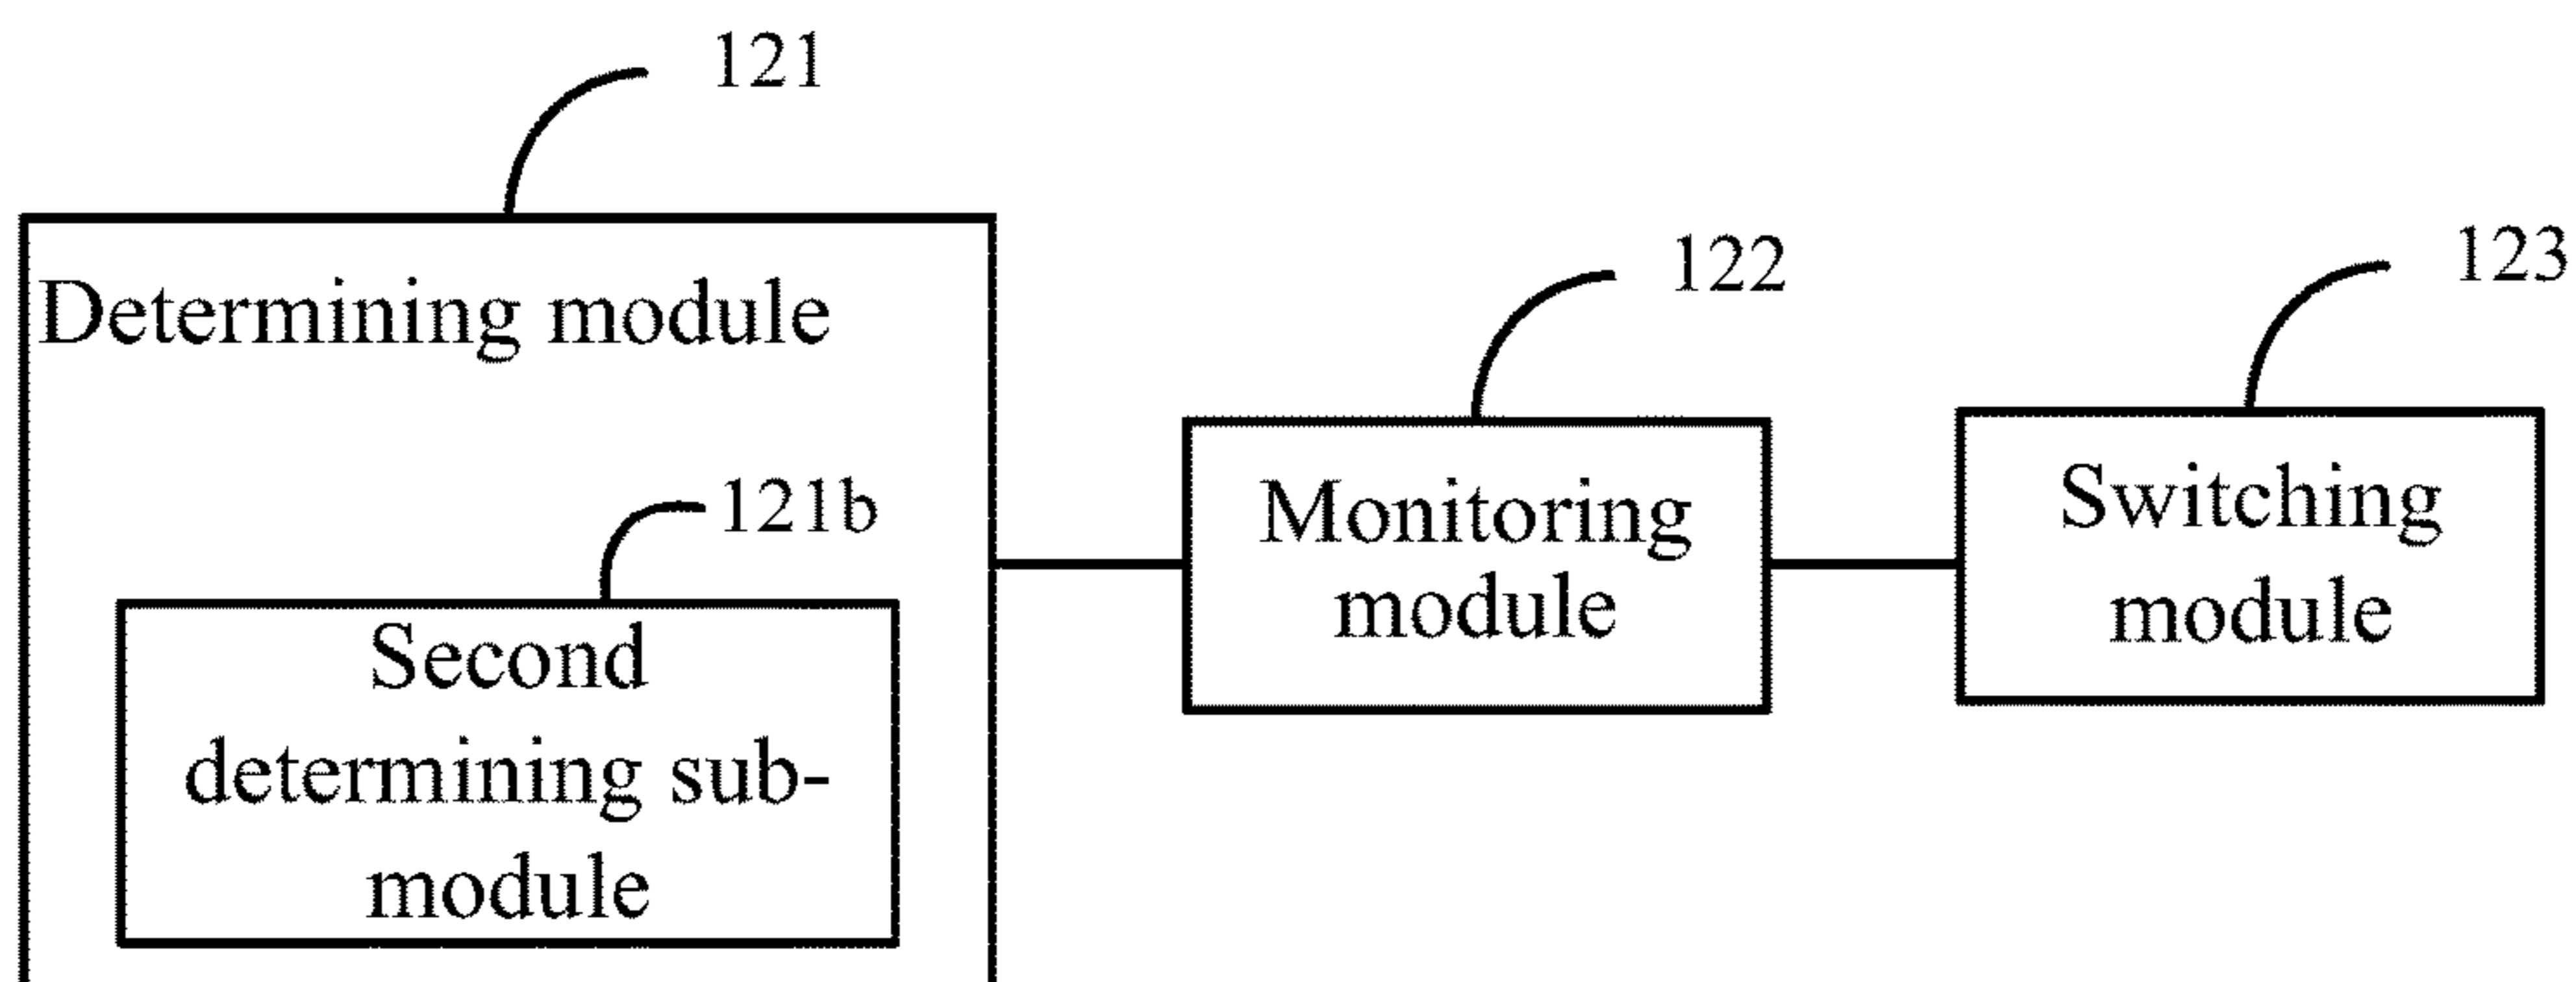 121
Determining module
121b
Second
determining sub-
module
122
Monitoring
module
123
Switching
module